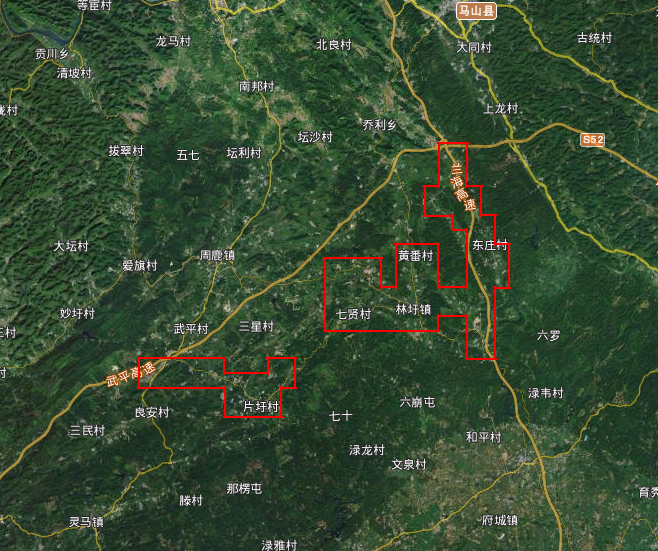 等臣村
马山县
贡川乡
龙马村
北良村
大同村
古统村
清坡村
南邦村
拢村
上龙村
乔利乡
坛沙村
S52
拔翠村
五七
坛利村
兰海高速
大坛村
东庄村
周鹿镇
黄番村
爱旗村
妙圩村
七贤村
林圩镇
武平村
三星村
六罗
武平高速
渌韦村
良安村
片圩村
七十
六崩屯
三民村
和平村
渌龙村
文泉村
那楞屯
滕村
灵马镇
府城镇
渌雅村